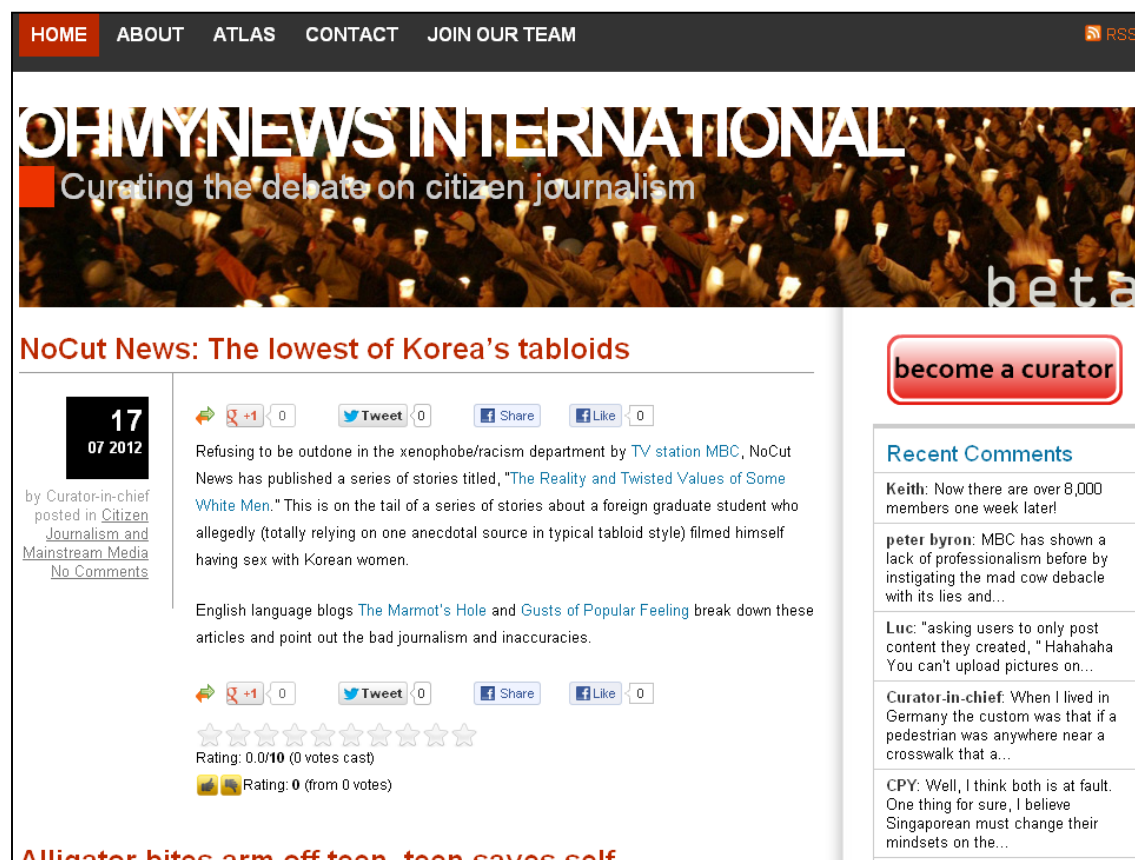 HOME ABOUT ATLAS CONTACT JOIN OUR TEAM RSS
OHMYNEWS INTERNATIONAL
Curating the debate on citizen journalism
beta
NoCut News: The lowest of Korea's tabloids
17
07 2012
by Curator-in-chief
posted in Citizen
Journalism and
Mainstream Media
No Comments
+1 0 Tweet 0 Share Like 0
Refusing to be outdone in the xenophobe/racism department by TV station MBC, NoCut
News has published a series of stories titled, "The Reality and Twisted Values of Some
White Men." This is on the tail of a series of stories about a foreign graduate student who
allegedly (totally relying on one anecdotal source in typical tabloid style) filmed himself
having sex with Korean women.
English language blogs The Marmot's Hole and Gusts of Popular Feeling break down these
articles and point out the bad journalism and inaccuracies.
+1 0 Tweet 0 Share Like 0
Rating: 0.0/10 (0 votes cast)
Rating: 0 (from 0 votes)
Alligator bites arm off teen, teen saves self
become a curator
Recent Comments
Keith: Now there are over 8,000
members one week later!
peter byron: MBC has shown a
lack of professionalism before by
instigating the mad cow debacle
with its lies and...
Luc: "asking users to only post
content they created, " Hahahaha
You can't upload pictures on...
Curator-in-chief: When I lived in
Germany the custom was that if a
pedestrian was anywhere near a
crosswalk that a...
CPY: Well, I think both is at fault.
One thing for sure, I believe
Singaporean must change their
mindsets on the...